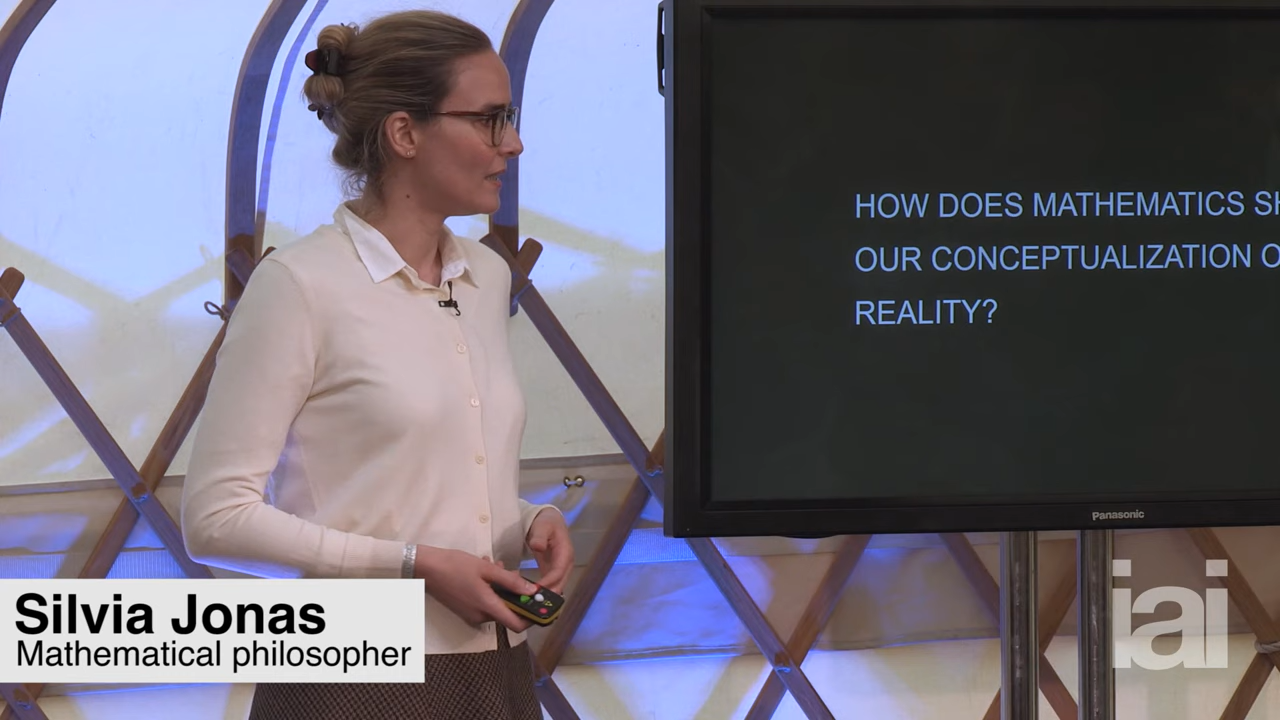 HOW DOES MATHEMATICS
OUR CONCEPTUALIZATION
REALITY?
Panasonic
Silvia Jonas
Mathematical philosopher
iai